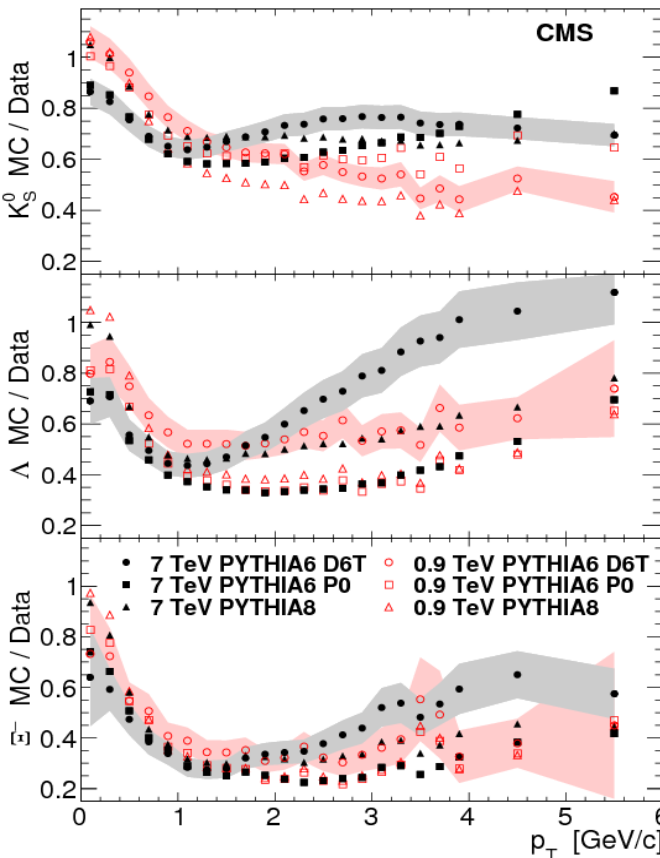 CMS
K⁰_S MC / Data
1
0.8
0.6
0.4
0.2
Λ MC / Data
1
0.8
0.6
0.4
0.2
7 TeV PYTHIA6 D6T
0.9 TeV PYTHIA6 D6T
7 TeV PYTHIA6 P0
0.9 TeV PYTHIA6 P0
7 TeV PYTHIA8
0.9 TeV PYTHIA8
Ξ⁻ MC / Data
1
0.8
0.6
0.4
0.2
0 1 2 3 4 5 6
p_T [GeV/c]